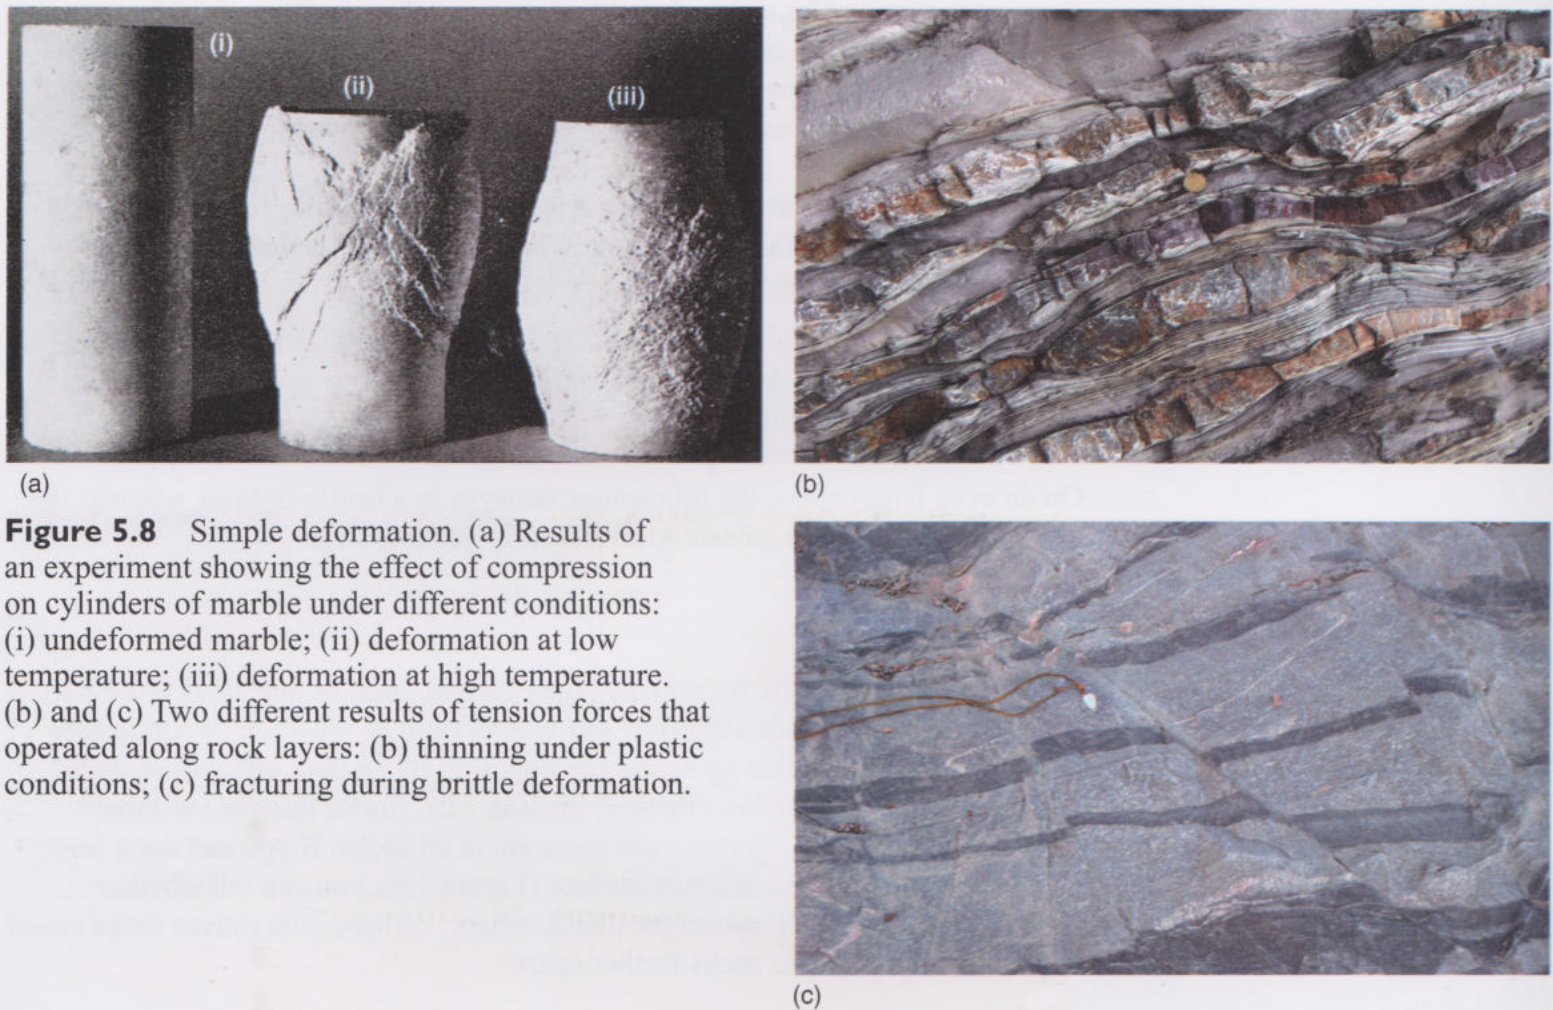 (i)
(ii)
(iii)
(a)
(b)
Figure 5.8 Simple deformation. (a) Results of
an experiment showing the effect of compression
on cylinders of marble under different conditions:
(i) undeformed marble; (ii) deformation at low
temperature; (iii) deformation at high temperature.
(b) and (c) Two different results of tension forces that
operated along rock layers: (b) thinning under plastic
conditions; (c) fracturing during brittle deformation.
(c)